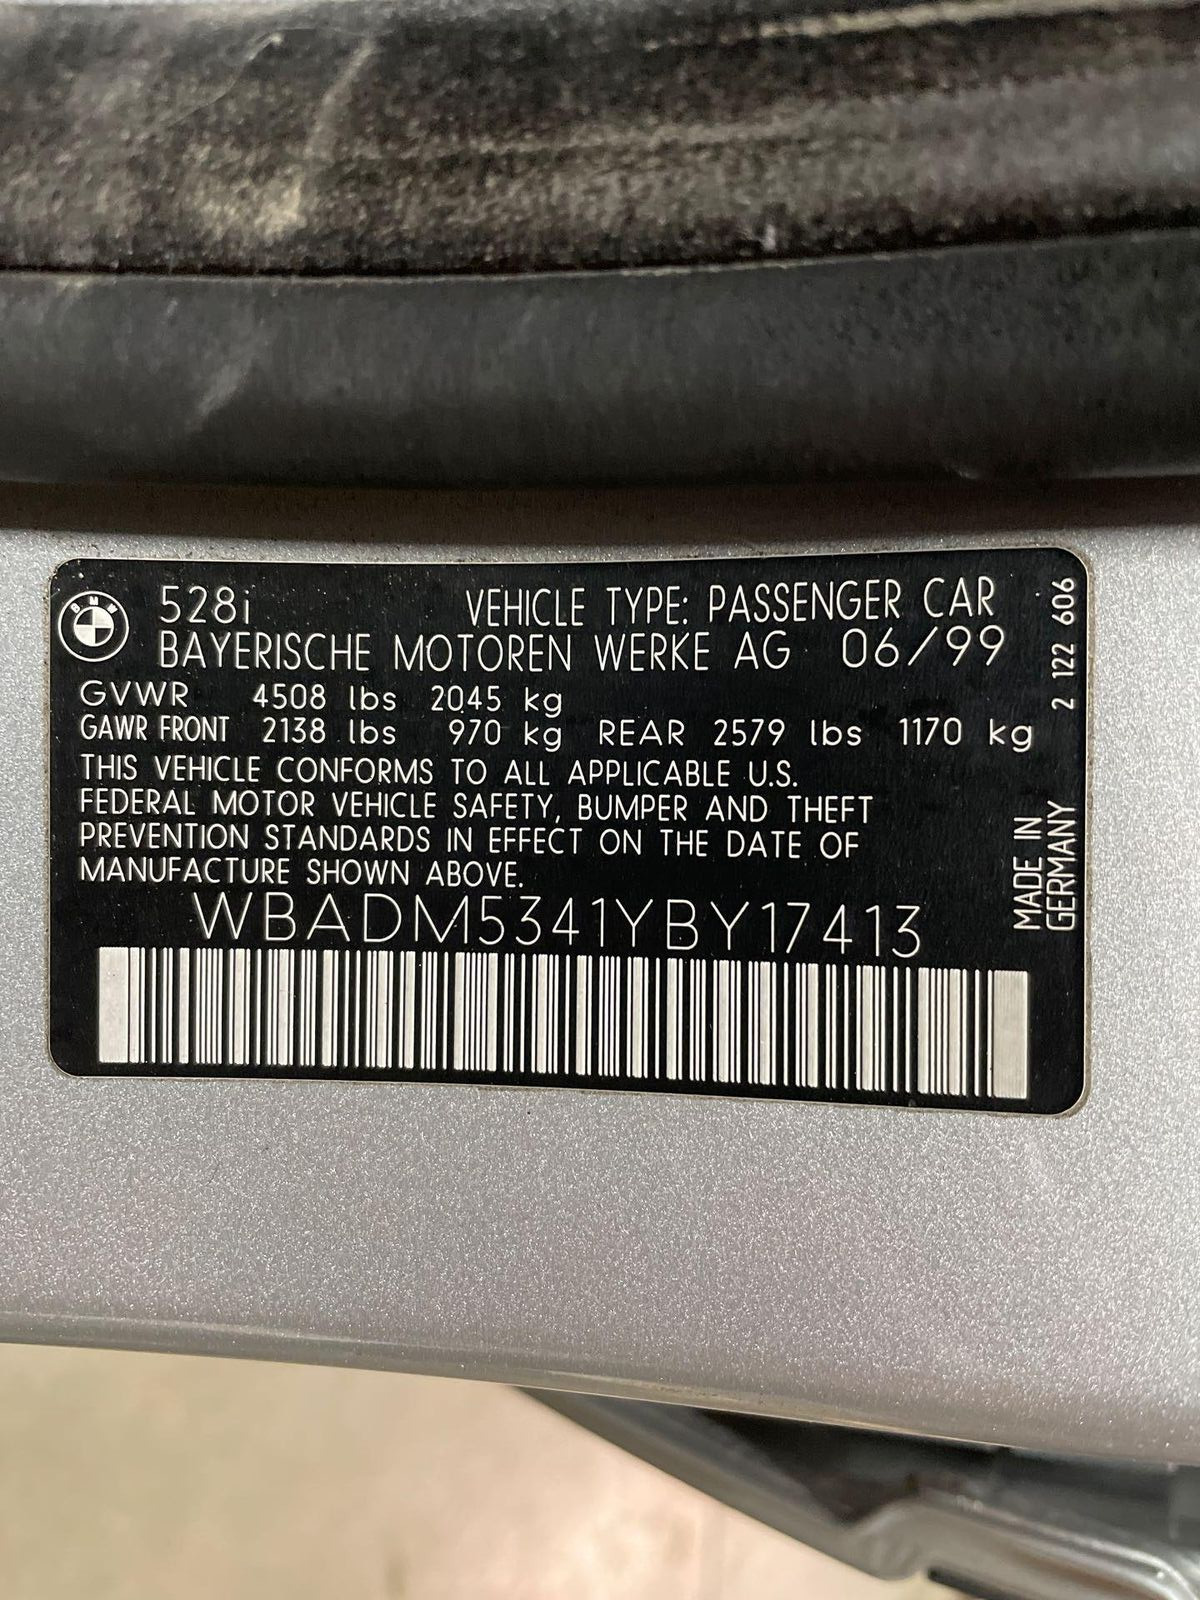 BMW
528i VEHICLE TYPE: PASSENGER CAR
BAYERISCHE MOTOREN WERKE AG 06/99
GVWR 4508 lbs 2045 kg
GAWR FRONT 2138 lbs 970 kg REAR 2579 lbs 1170 kg
THIS VEHICLE CONFORMS TO ALL APPLICABLE U.S.
FEDERAL MOTOR VEHICLE SAFETY, BUMPER AND THEFT
PREVENTION STANDARDS IN EFFECT ON THE DATE OF
MANUFACTURE SHOWN ABOVE.
WBADM5341YBY17413
2 122 606
MADE IN
GERMANY